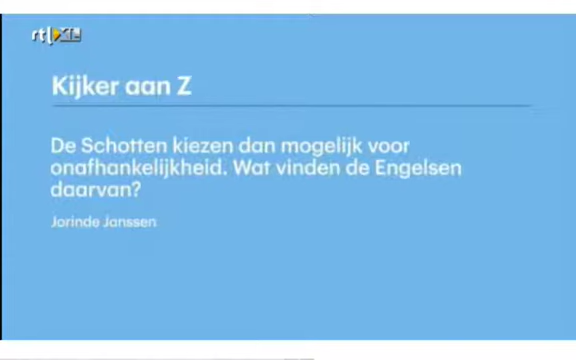 rtl XL
Kijker aan Z
De Schotten kiezen dan mogelijk voor
onafhankelijkheid. Wat vinden de Engelsen
daarvan?
Jorinde Janssen